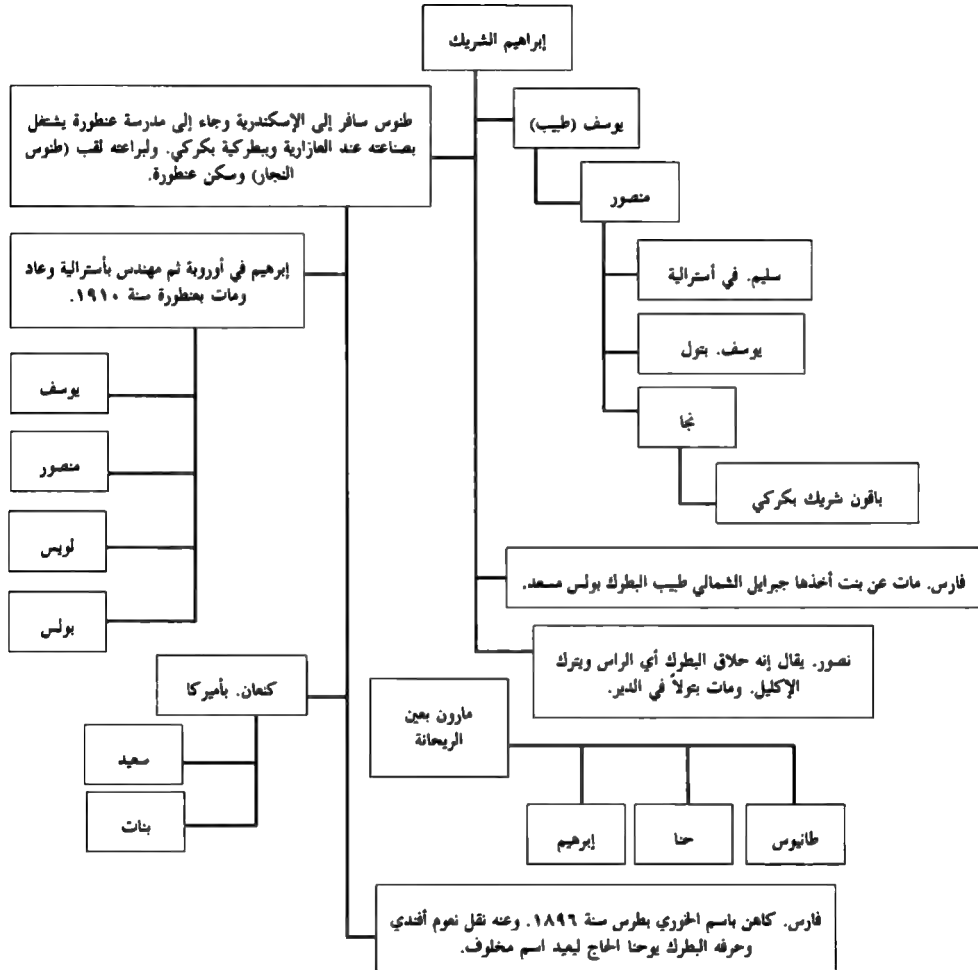 إبراهيم الشريك
يوسف (طبيب)
منصور
سليم. في أسترالية
يوسف. بتول
نجا
باقون شريك بكركي
فارس. مات عن بنت أخذها جبرايل الشمالي طبيب البطرك بولس مسعد.
نصور. يقال إنه حلاق البطرك أي الراس ويترك
الإكليل. ومات بتولاً في الدير.
طنوس سافر إلى الإسكندرية وجاء إلى مدرسة عنطورة يشتغل
بصناعته عند العازارية وببطركية بكركي. ولبراعته لقب (طنوس
النجار) وسكن عنطورة.
إبرهيم في أوروبة ثم مهندس بأسترالية وعاد
ومات بعنطورة سنة ١٩١٠.
يوسف
منصور
لويس
بولس
كنعان. بأميركا
سعيد
بنات
مارون بعين
الريحانة
طانيوس
حنا
إبرهيم
فارس. كاهن باسم الخوري بطرس سنة ١٨٩٦. وعنه نقل نعوم أفندي
وحرفه البطرك يوحنا الحاج ليعيد اسم مخلوف.